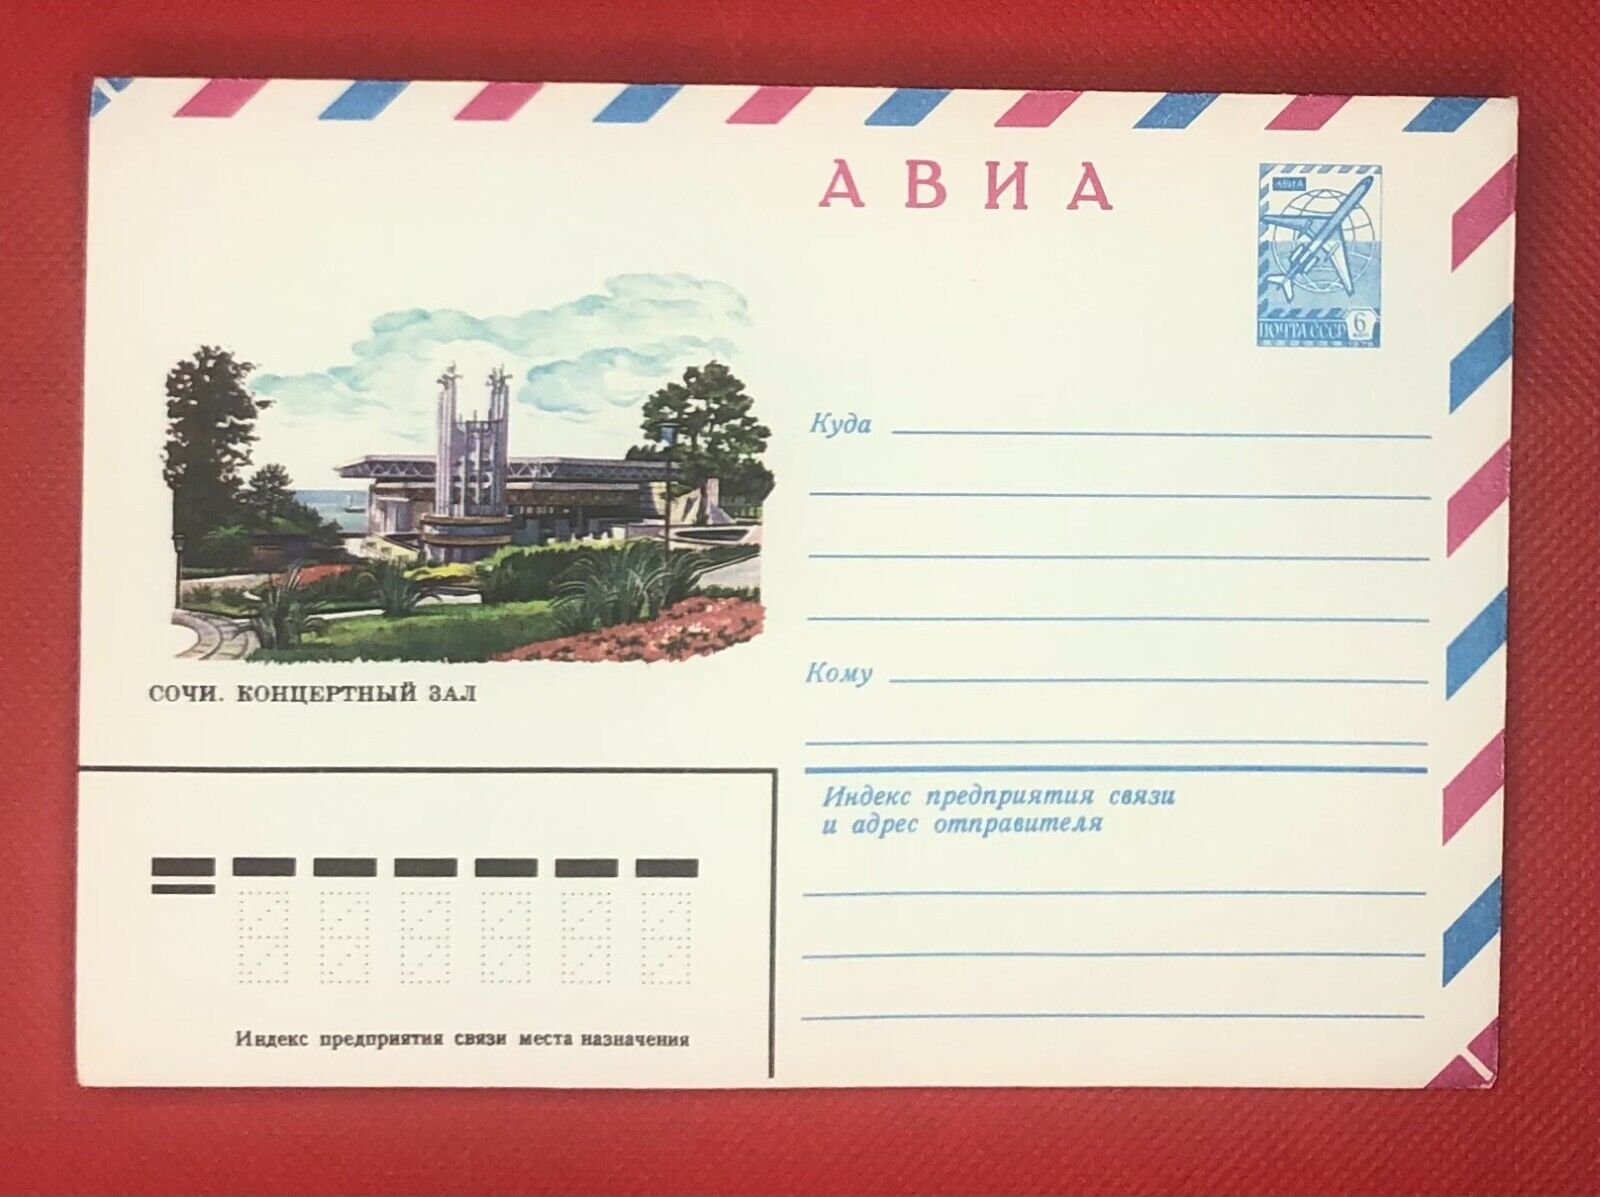 АВИА
АВИА
ПОЧТА СССР 6
Куда
СОЧИ. КОНЦЕРТНЫЙ ЗАЛ
Кому
Индекс предприятия связи
и адрес отправителя
Индекс предприятия связи места назначения